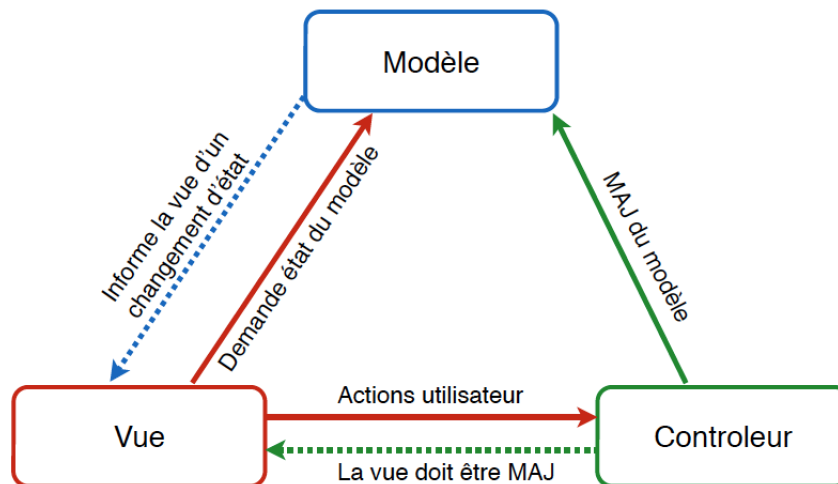 Modèle
Informe la vue d'un
changement d'état
Demande état du modèle
MAJ du modèle
Actions utilisateur
Vue
Controleur
La vue doit être MAJ